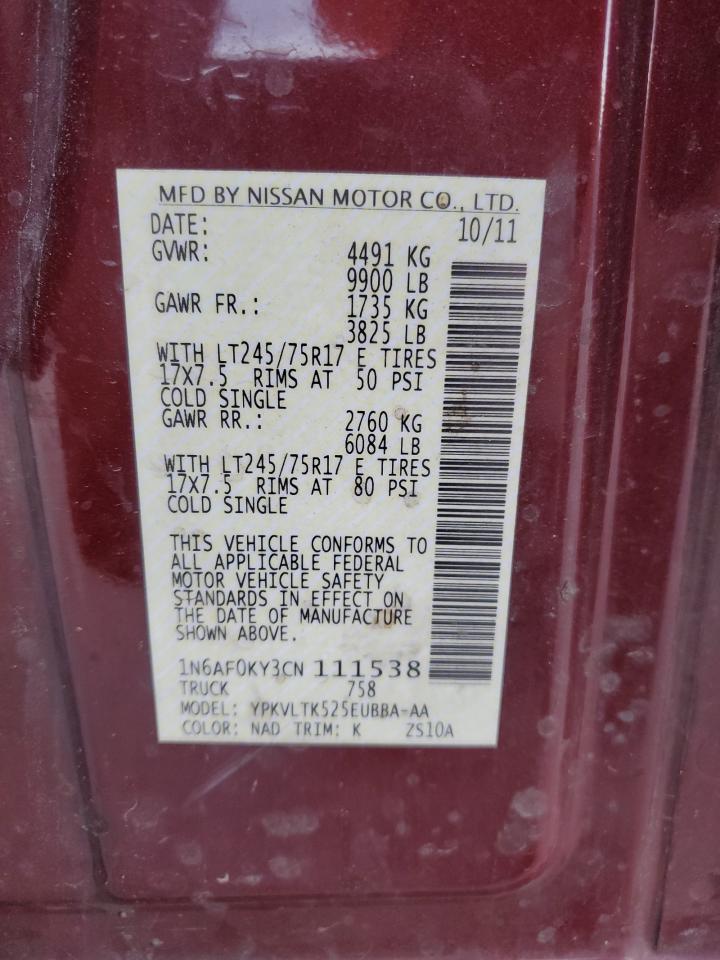 MFD BY NISSAN MOTOR CO., LTD.
DATE: 10/11
GVWR: 4491 KG
9900 LB
GAWR FR.: 1735 KG
3825 LB
WITH LT245/75R17 E TIRES
17X7.5 RIMS AT 50 PSI
COLD SINGLE
GAWR RR.: 2760 KG
6084 LB
WITH LT245/75R17 E TIRES
17X7.5 RIMS AT 80 PSI
COLD SINGLE
THIS VEHICLE CONFORMS TO
ALL APPLICABLE FEDERAL
MOTOR VEHICLE SAFETY
STANDARDS IN EFFECT ON
THE DATE OF MANUFACTURE
SHOWN ABOVE.
1N6AF0KY3CN 111538
TRUCK 758
MODEL: YPKVLTK525EUBBA-AA
COLOR: NAD TRIM: K ZS10A